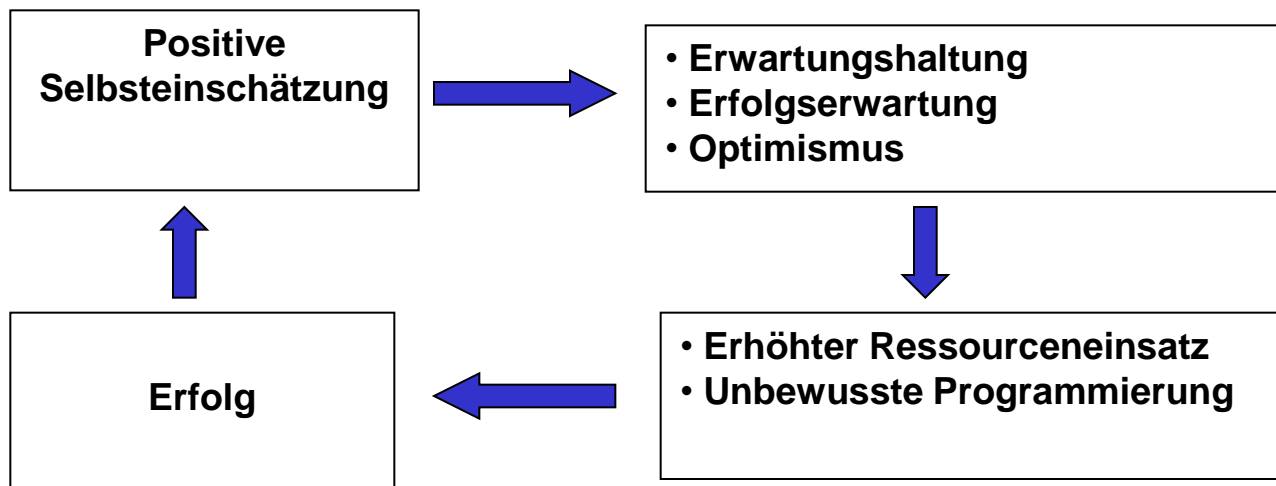 Positive
Selbsteinschätzung
• Erwartungshaltung
• Erfolgserwartung
• Optimismus
• Erhöhter Ressourceneinsatz
• Unbewusste Programmierung
Erfolg